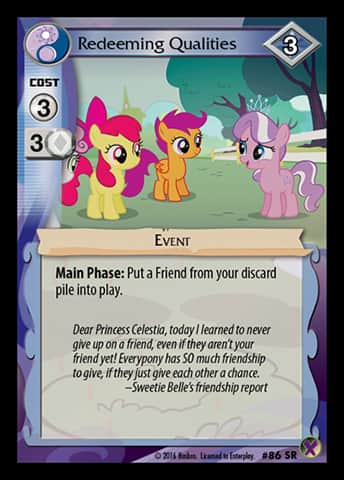 Redeeming Qualities
3
COST
3
3
EVENT
Main Phase: Put a Friend from your discard
pile into play.
Dear Princess Celestia, today I learned to never
give up on a friend, even if they aren't your
friend yet! Everypony has SO much friendship
to give, if they just give each other a chance.
–Sweetie Belle's friendship report
© 2016 Hasbro. Licensed to Enterplay. #86 SR